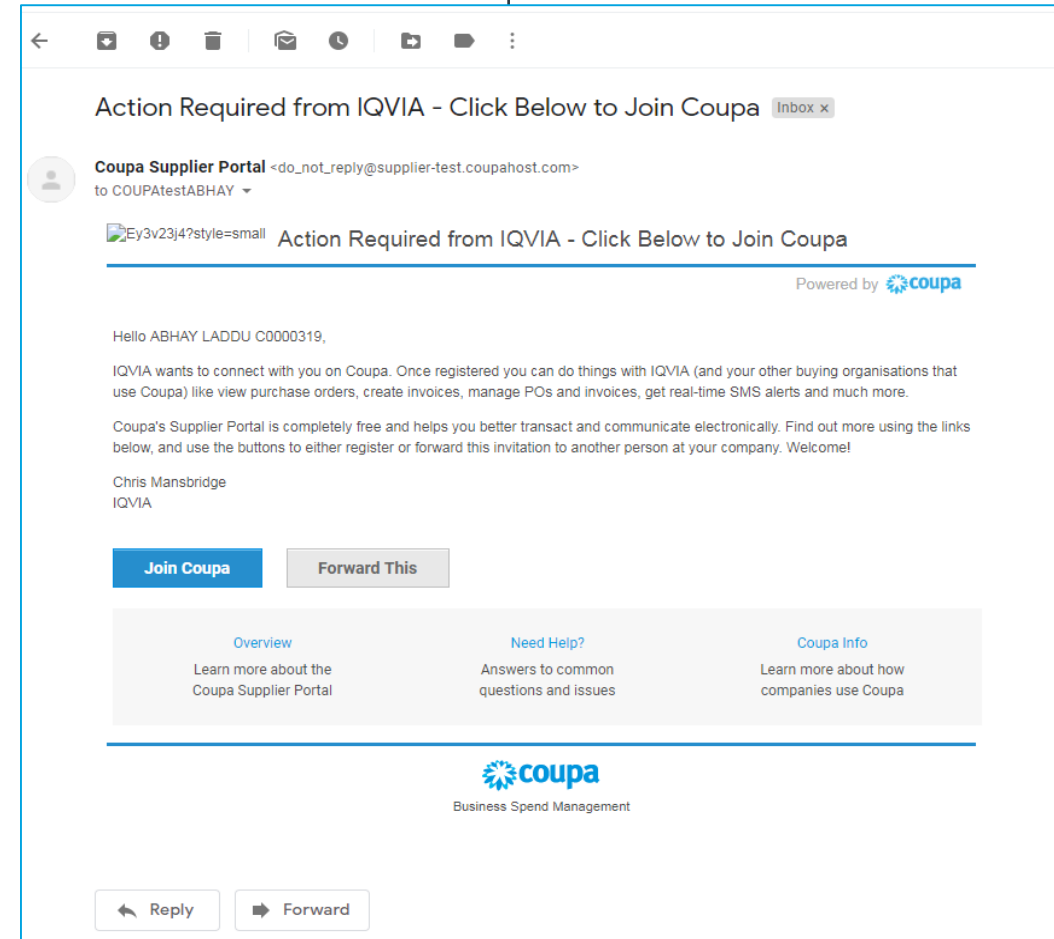 Action Required from IQVIA - Click Below to Join Coupa Inbox x
Coupa Supplier Portal <do_not_reply@supplier-test.coupahost.com>
to COUPAtestABHAY
Ey3v23j4?style=small Action Required from IQVIA - Click Below to Join Coupa
Powered by coupa
Hello ABHAY LADDU C0000319,
IQVIA wants to connect with you on Coupa. Once registered you can do things with IQVIA (and your other buying organisations that
use Coupa) like view purchase orders, create invoices, manage POs and invoices, get real-time SMS alerts and much more.
Coupa's Supplier Portal is completely free and helps you better transact and communicate electronically. Find out more using the links
below, and use the buttons to either register or forward this invitation to another person at your company. Welcome!
Chris Mansbridge
IQVIA
Join Coupa Forward This
Overview Need Help? Coupa Info
Learn more about the Answers to common Learn more about how
Coupa Supplier Portal questions and issues companies use Coupa
coupa
Business Spend Management
Reply Forward